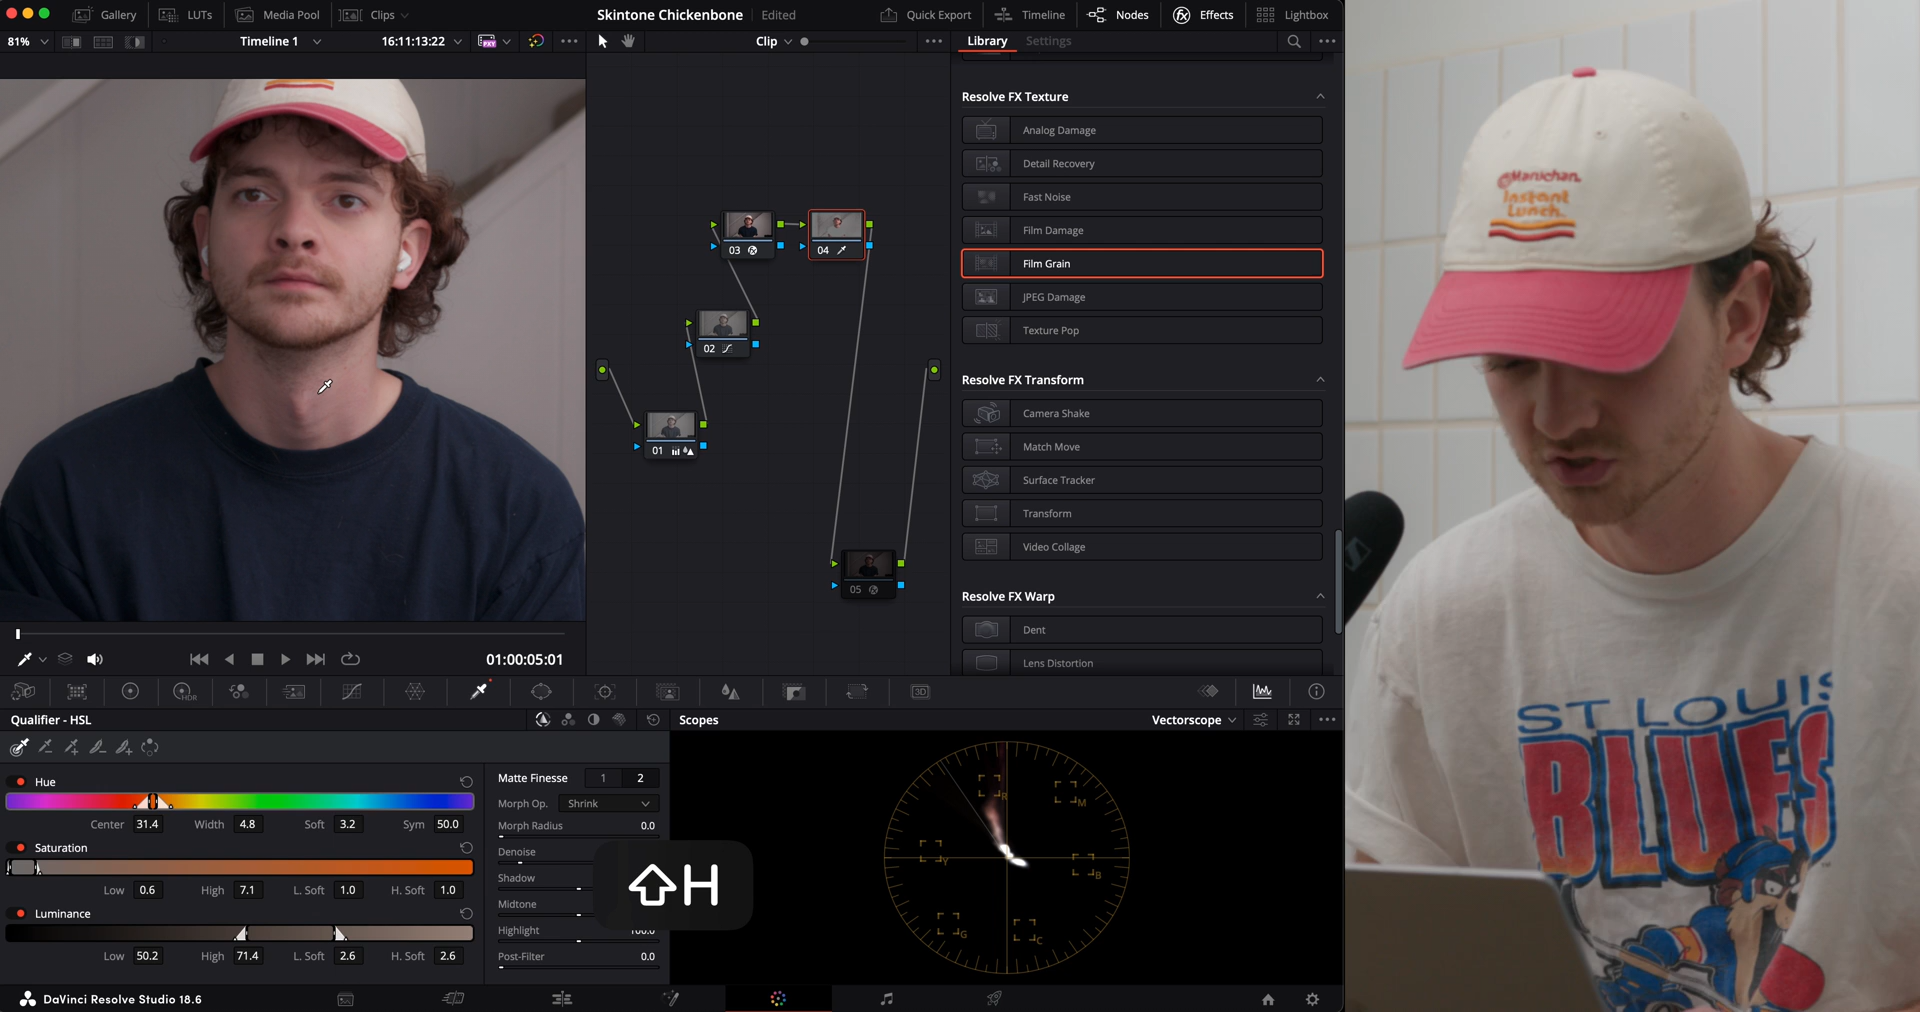 Gallery LUTs Media Pool Clips Skintone Chickenbone Edited Quick Export Timeline Nodes Effects Lightbox
81% Timeline 1 16:11:13:22 Clip Library Settings
Resolve FX Texture
Analog Damage
Detail Recovery
Fast Noise
Film Damage
Film Grain
JPEG Damage
Texture Pop
Resolve FX Transform
Camera Shake
Match Move
Surface Tracker
Transform
Video Collage
Resolve FX Warp
Dent
Lens Distortion
03
04
02
01
05
01:00:05:01
HDR
3D
Qualifier - HSL
Scopes
Vectorscope
Hue
Center 31.4 Width 4.8 Soft 3.2 Sym 50.0
Saturation
Low 0.6 High 7.1 L. Soft 1.0 H. Soft 1.0
Luminance
Low 50.2 High 71.4 L. Soft 2.6 H. Soft 2.6
Matte Finesse 1 2
Morph Op. Shrink
Morph Radius 0.0
Denoise
Shadow
Midtone
Highlight 100.0
Post-Filter 0.0
⇧H
R
M
Y
B
G
C
DaVinci Resolve Studio 18.6
Maruchan.
Instant
Lunch.
ST LOUIS
BLUES